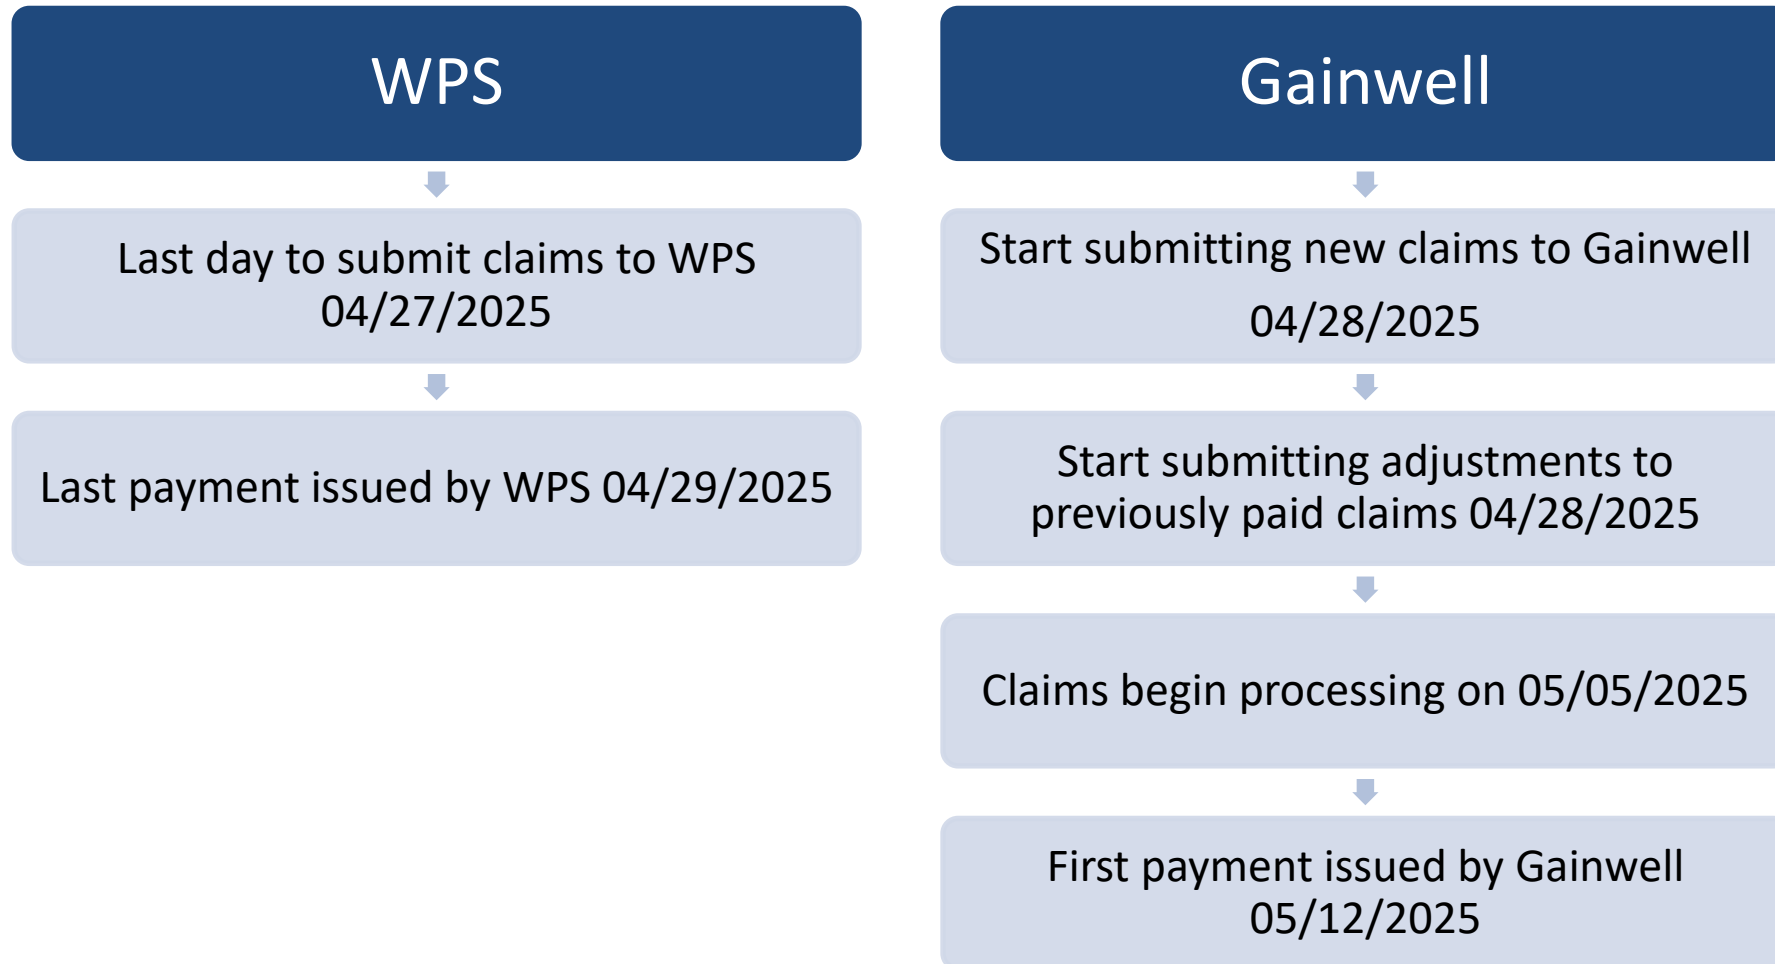 WPS
Last day to submit claims to WPS
04/27/2025
Last payment issued by WPS 04/29/2025
Gainwell
Start submitting new claims to Gainwell
04/28/2025
Start submitting adjustments to
previously paid claims 04/28/2025
Claims begin processing on 05/05/2025
First payment issued by Gainwell
05/12/2025